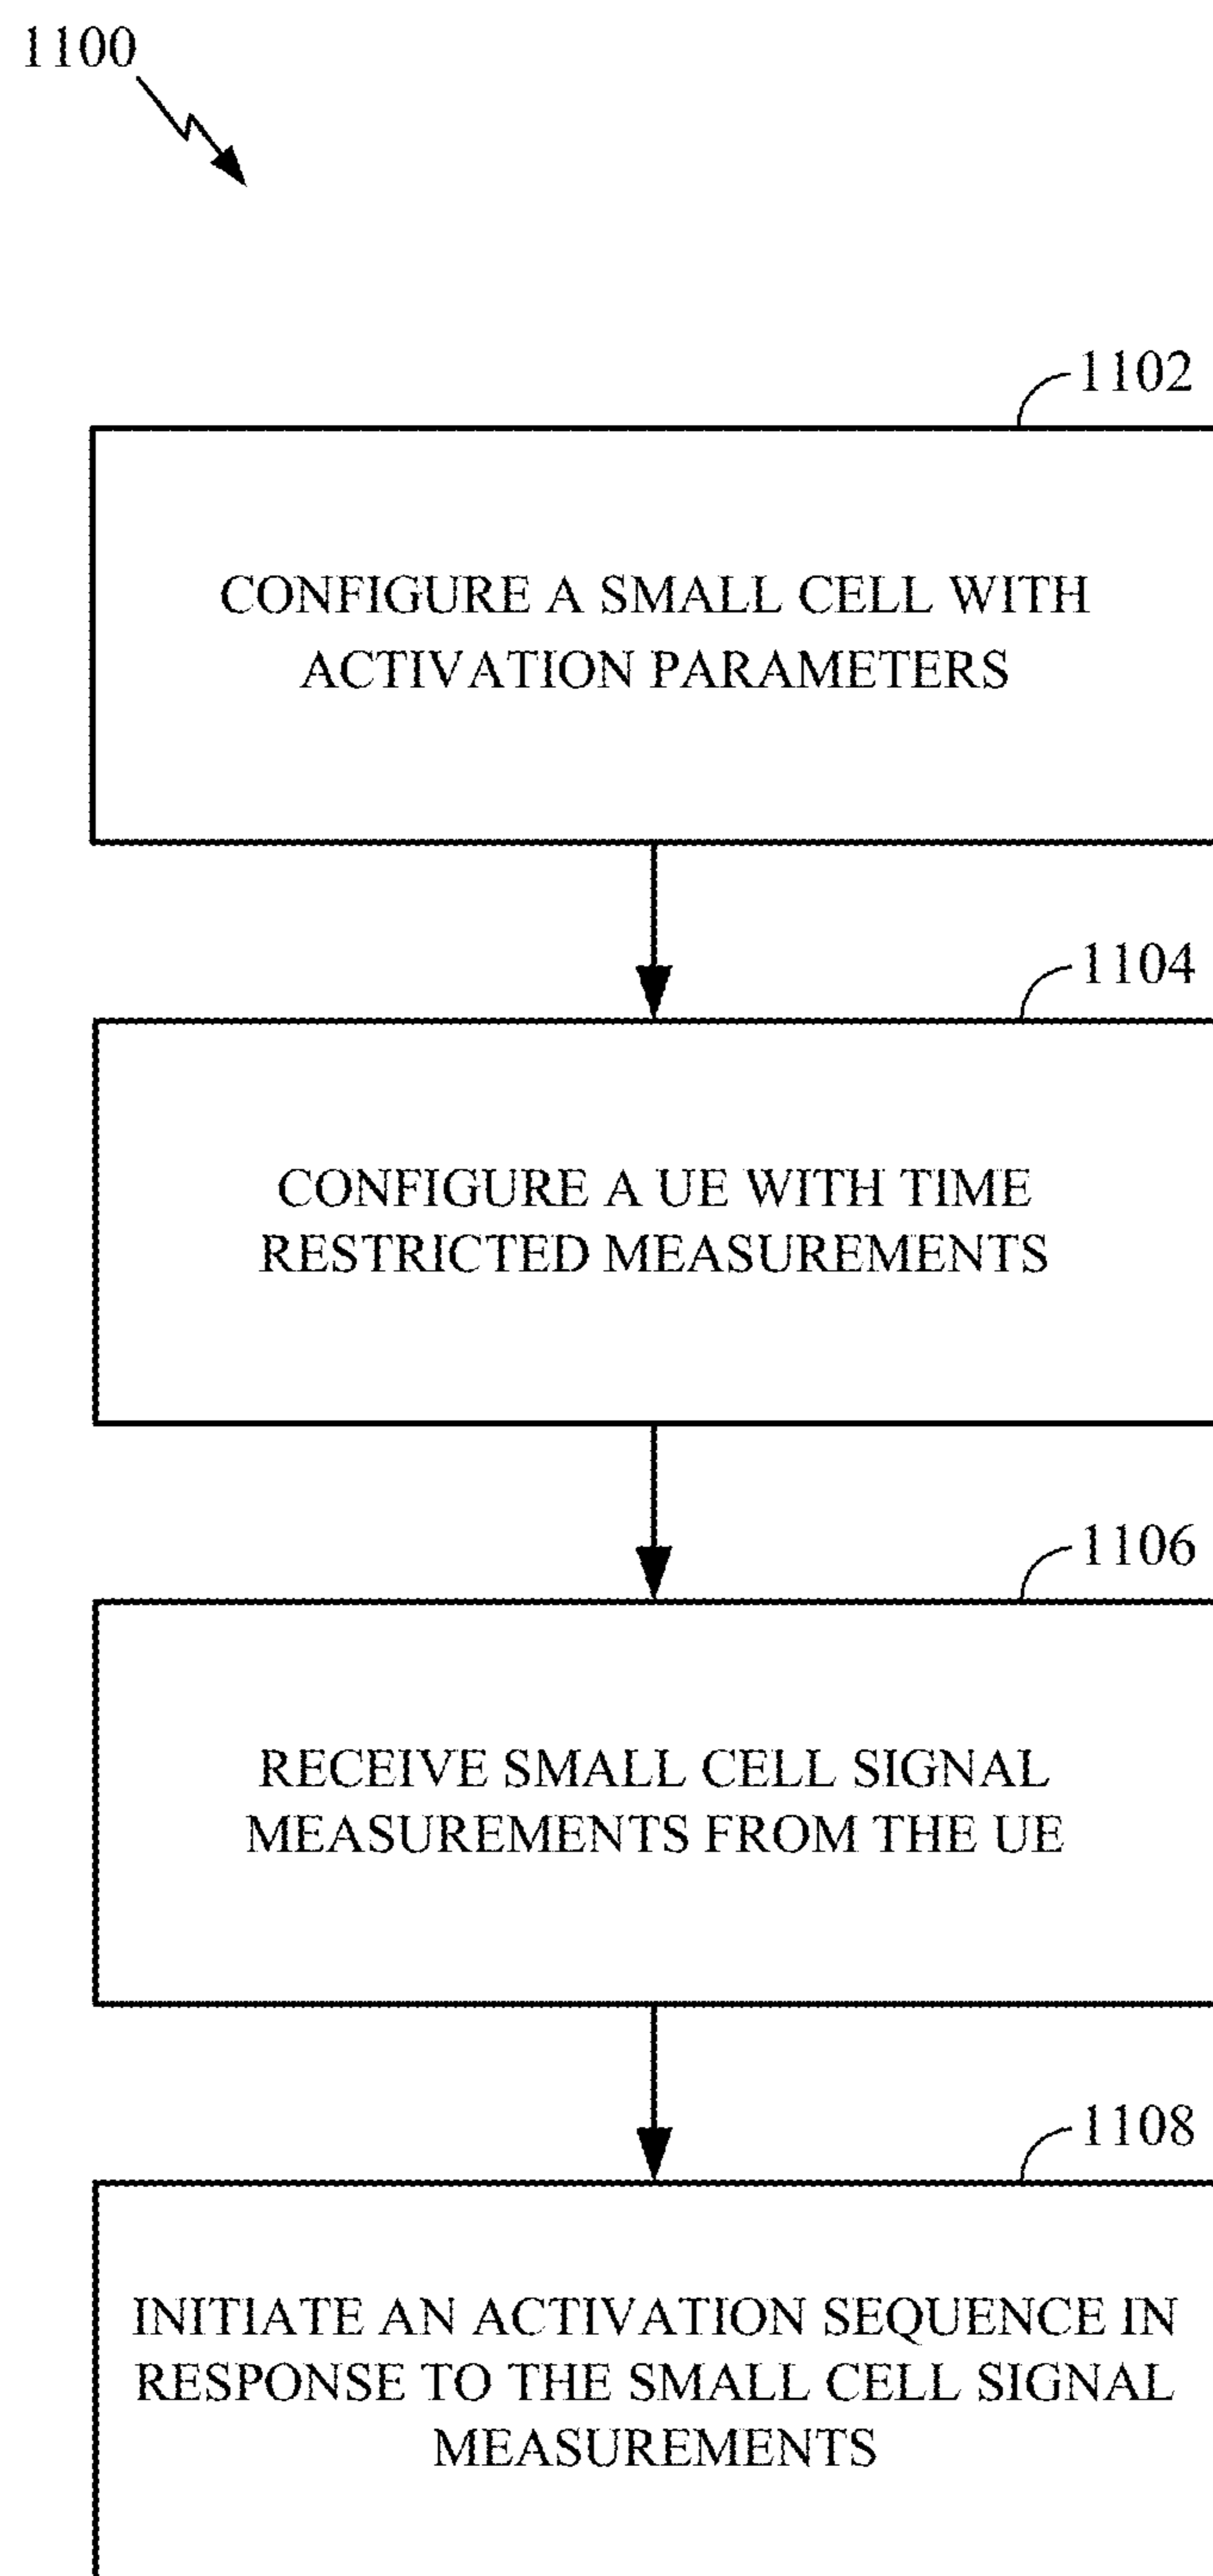 1100
1102
CONFIGURE A SMALL CELL WITH
ACTIVATION PARAMETERS
1104
CONFIGURE A UE WITH TIME
RESTRICTED MEASUREMENTS
1106
RECEIVE SMALL CELL SIGNAL
MEASUREMENTS FROM THE UE
1108
INITIATE AN ACTIVATION SEQUENCE IN
RESPONSE TO THE SMALL CELL SIGNAL
MEASUREMENTS